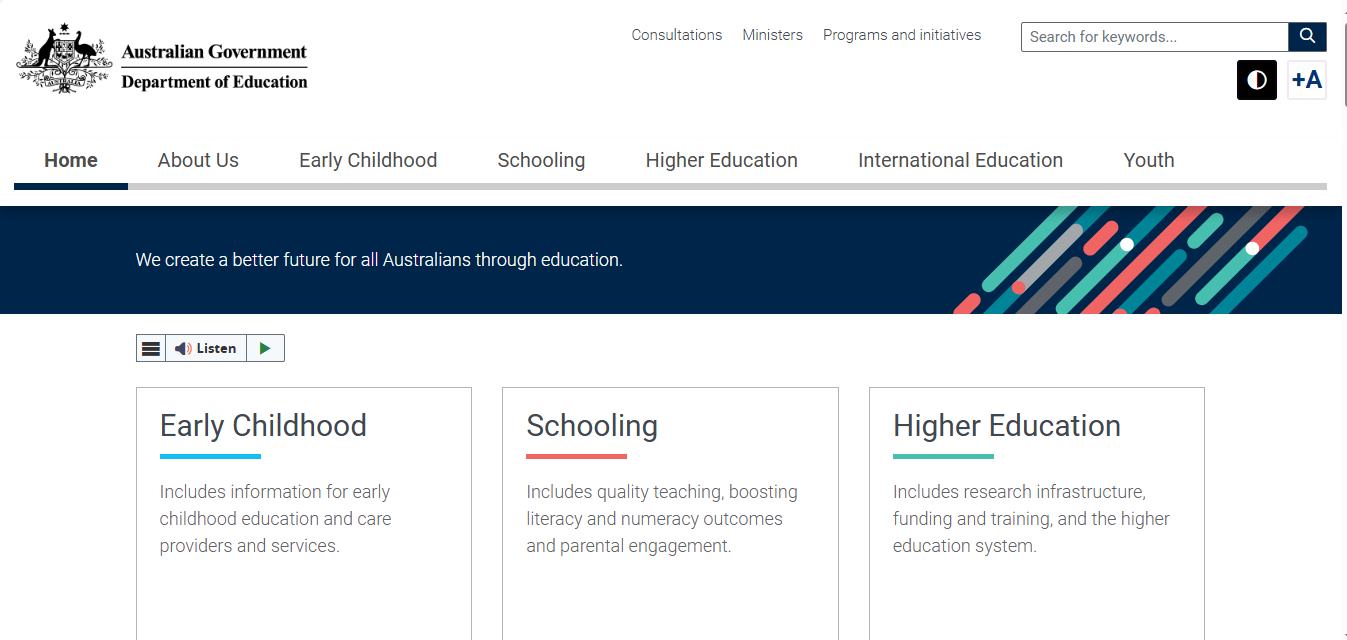 AUSTRALIA
Australian Government
Department of Education
Consultations
Ministers
Programs and initiatives
Search for keywords...
+A
Home
About Us
Early Childhood
Schooling
Higher Education
International Education
Youth
We create a better future for all Australians through education.
Listen
Early Childhood
Includes information for early
childhood education and care
providers and services.
Schooling
Includes quality teaching, boosting
literacy and numeracy outcomes
and parental engagement.
Higher Education
Includes research infrastructure,
funding and training, and the higher
education system.